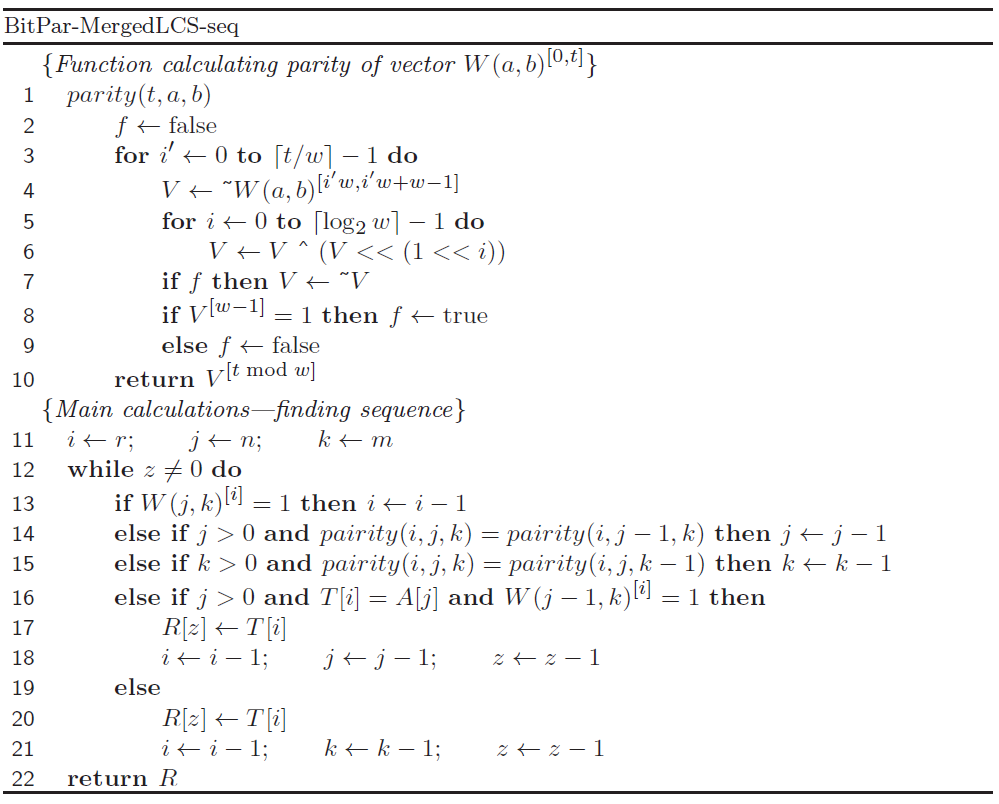 BitPar-MergedLCS-seq
{Function calculating parity of vector W(a, b)^[0,t]}
1 parity(t, a, b)
2 f ← false
3 for i′ ← 0 to ⌈t/w⌉ − 1 do
4 V ← ~W(a, b)^[i′w,i′w+w−1]
5 for i ← 0 to ⌈log₂ w⌉ − 1 do
6 V ← V ^ (V << (1 << i))
7 if f then V ← ~V
8 if V^[w−1] = 1 then f ← true
9 else f ← false
10 return V^[t mod w]
{Main calculations—finding sequence}
11 i ← r; j ← n; k ← m
12 while z ≠ 0 do
13 if W(j, k)^[i] = 1 then i ← i − 1
14 else if j > 0 and pairity(i, j, k) = pairity(i, j − 1, k) then j ← j − 1
15 else if k > 0 and pairity(i, j, k) = pairity(i, j, k − 1) then k ← k − 1
16 else if j > 0 and T[i] = A[j] and W(j − 1, k)^[i] = 1 then
17 R[z] ← T[i]
18 i ← i − 1; j ← j − 1; z ← z − 1
19 else
20 R[z] ← T[i]
21 i ← i − 1; k ← k − 1; z ← z − 1
22 return R